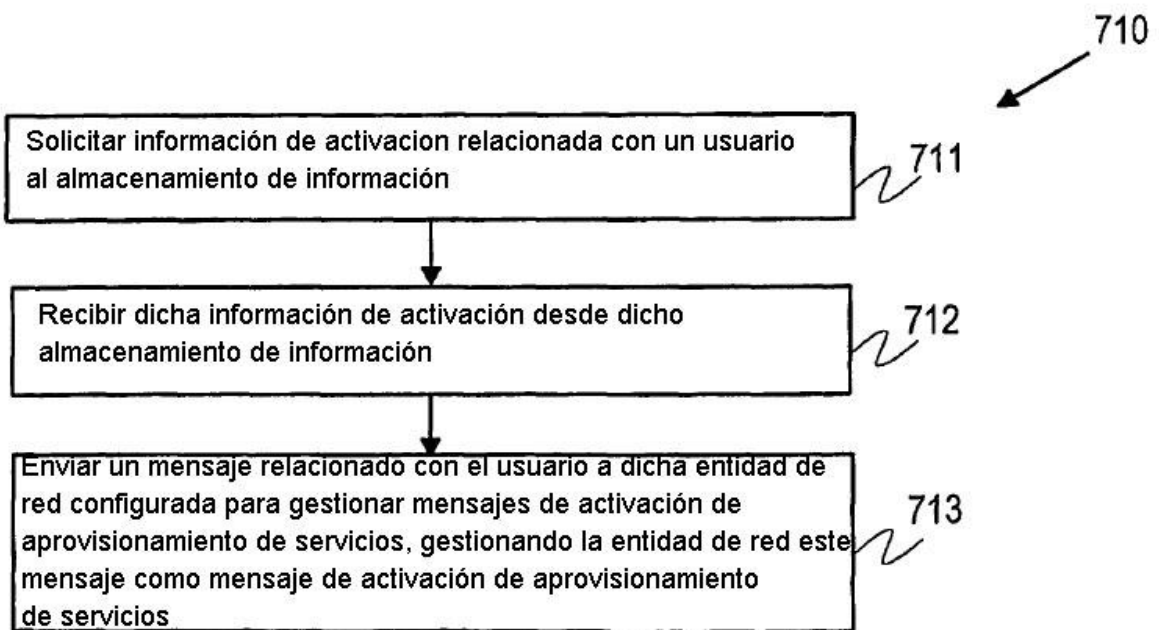 710
Solicitar información de activacion relacionada con un usuario
al almacenamiento de información
711
Recibir dicha información de activación desde dicho
almacenamiento de información
712
Enviar un mensaje relacionado con el usuario a dicha entidad de
red configurada para gestionar mensajes de activación de
aprovisionamiento de servicios, gestionando la entidad de red este
mensaje como mensaje de activación de aprovisionamiento
de servicios
713